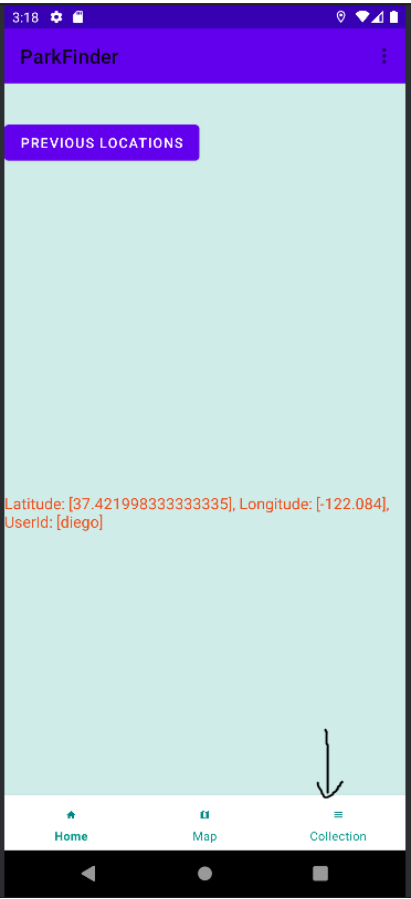 3:18
ParkFinder
PREVIOUS LOCATIONS
Latitude: [37.421998333333335], Longitude: [-122.084],
UserId: [diego]
Home Map Collection